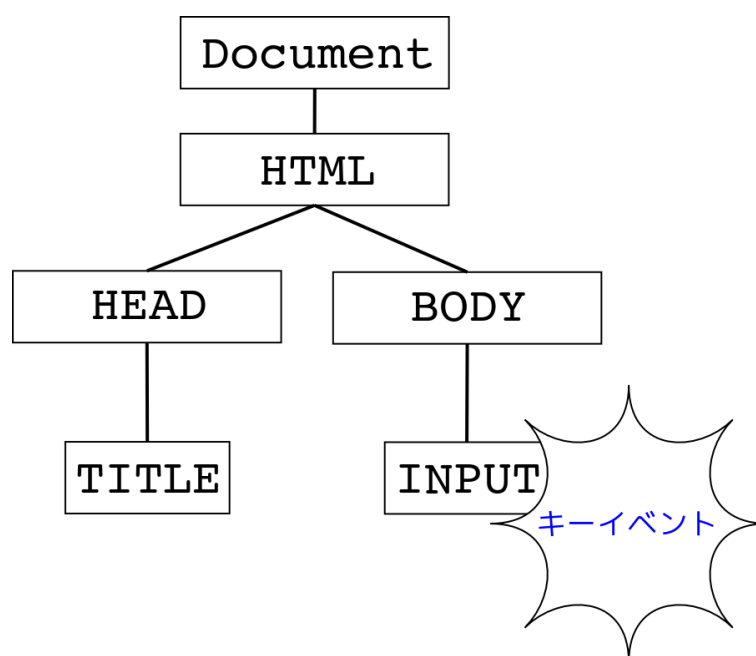 Document
HTML
HEAD
BODY
TITLE
INPUT
キーイベント